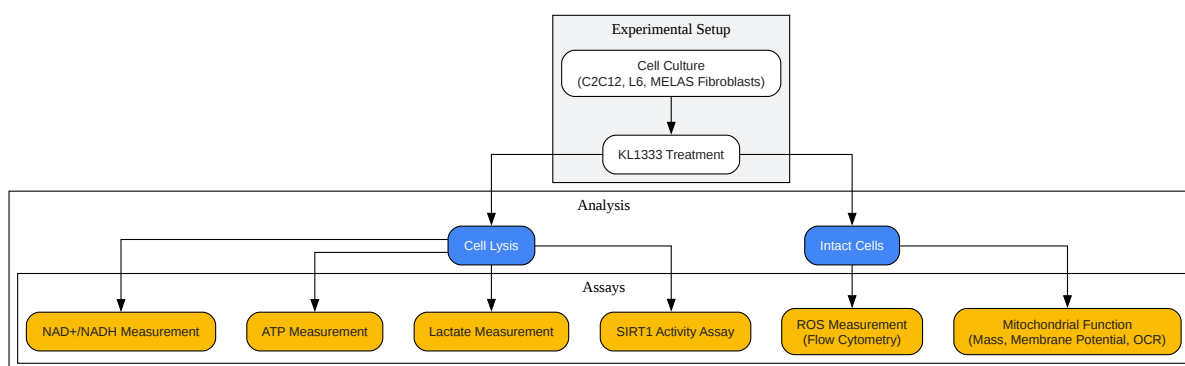 Experimental Setup
Cell Culture
(C2C12, L6, MELAS Fibroblasts)
KL1333 Treatment
Analysis
Cell Lysis
Intact Cells
Assays
NAD+/NADH Measurement
ATP Measurement
Lactate Measurement
SIRT1 Activity Assay
ROS Measurement
(Flow Cytometry)
Mitochondrial Function
(Mass, Membrane Potential, OCR)